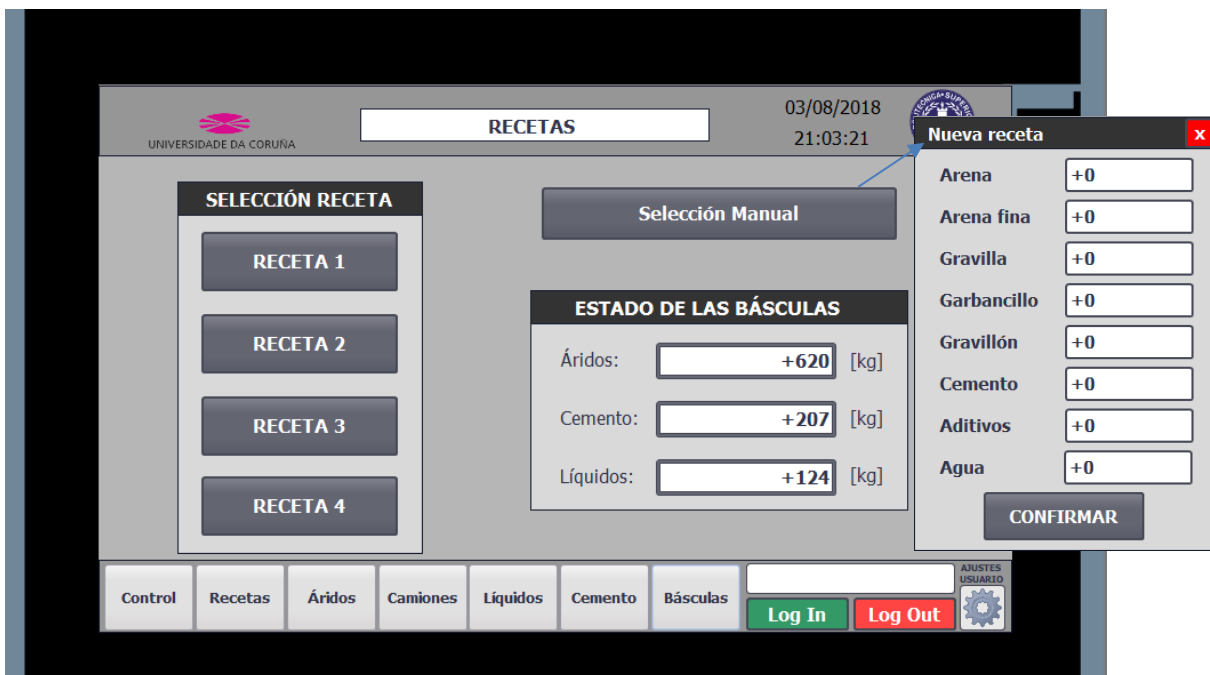 UNIVERSIDADE DA CORUÑA
RECETAS
03/08/2018
21:03:21
SELECCIÓN RECETA
RECETA 1
RECETA 2
RECETA 3
RECETA 4
Selección Manual
ESTADO DE LAS BÁSCULAS
Áridos: +620 [kg]
Cemento: +207 [kg]
Líquidos: +124 [kg]
Nueva receta x
Arena +0
Arena fina +0
Gravilla +0
Garbancillo +0
Gravillón +0
Cemento +0
Aditivos +0
Agua +0
CONFIRMAR
Control Recetas Áridos Camiones Líquidos Cemento Básculas
Log In Log Out
AJUSTES
USUARIO